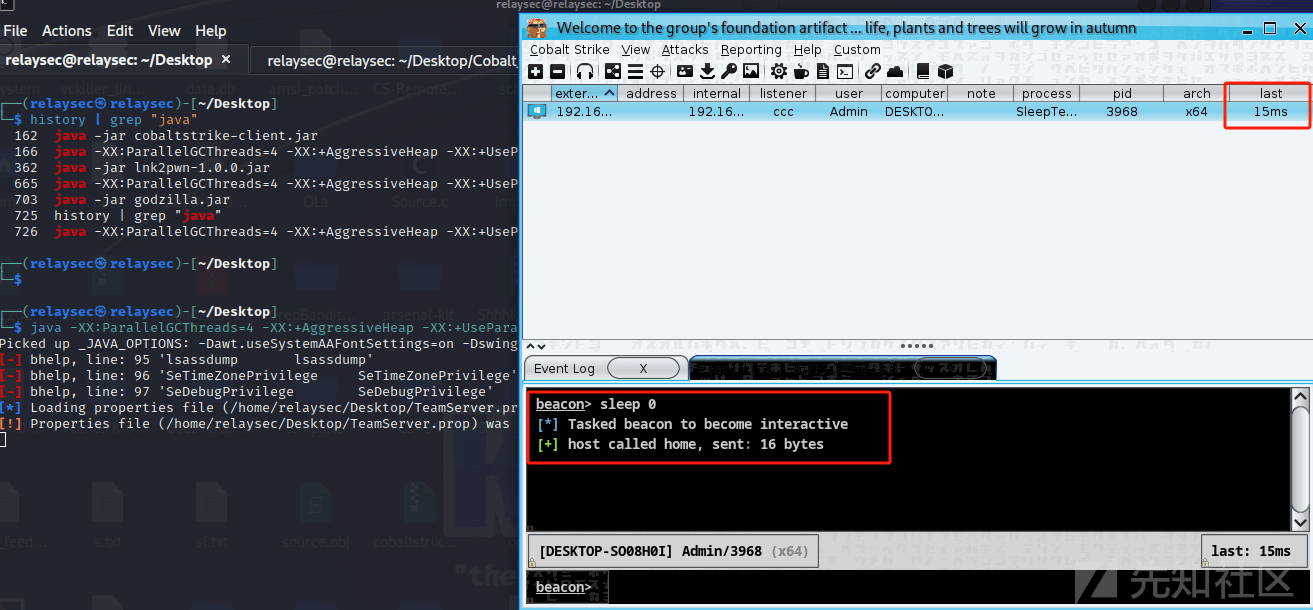 relaysec@relaysec: ~/Desktop
File Actions Edit View Help
relaysec@relaysec: ~/Desktop × relaysec@relaysec: ~/Desktop/Cobalt_
┌──(relaysec㉿relaysec)-[~/Desktop]
└─$ history | grep "java"
162 java -jar cobaltstrike-client.jar
166 java -XX:ParallelGCThreads=4 -XX:+AggressiveHeap -XX:+UseP
362 java -jar lnk2pwn-1.0.0.jar
665 java -XX:ParallelGCThreads=4 -XX:+AggressiveHeap -XX:+UseP
703 java -jar godzilla.jar
725 history | grep "java"
726 java -XX:ParallelGCThreads=4 -XX:+AggressiveHeap -XX:+UseP
┌──(relaysec㉿relaysec)-[~/Desktop]
└─$
┌──(relaysec㉿relaysec)-[~/Desktop]
└─$ java -XX:ParallelGCThreads=4 -XX:+AggressiveHeap -XX:+UsePara
Picked up _JAVA_OPTIONS: -Dawt.useSystemAAFontSettings=on -Dswing
[-] bhelp, line: 95 'lsassdump lsassdump'
[-] bhelp, line: 96 'SeTimeZonePrivilege SeTimeZonePrivilege'
[-] bhelp, line: 97 'SeDebugPrivilege SeDebugPrivilege'
[*] Loading properties file (/home/relaysec/Desktop/TeamServer.pr
[!] Properties file (/home/relaysec/Desktop/TeamServer.prop) was
s.txt
sl.txt
source.obj
cobaltstrik...
Welcome to the group's foundation artifact ... life, plants and trees will grow in autumn
Cobalt Strike View Attacks Reporting Help Custom
exter... address internal listener user computer note process pid arch last
192.16... 192.16... ccc Admin DESKTO... SleepTe... 3968 x64 15ms
Event Log X
beacon> sleep 0
[*] Tasked beacon to become interactive
[+] host called home, sent: 16 bytes
[DESKTOP-SO08H0I] Admin/3968 (x64) last: 15ms
beacon>
先知社区